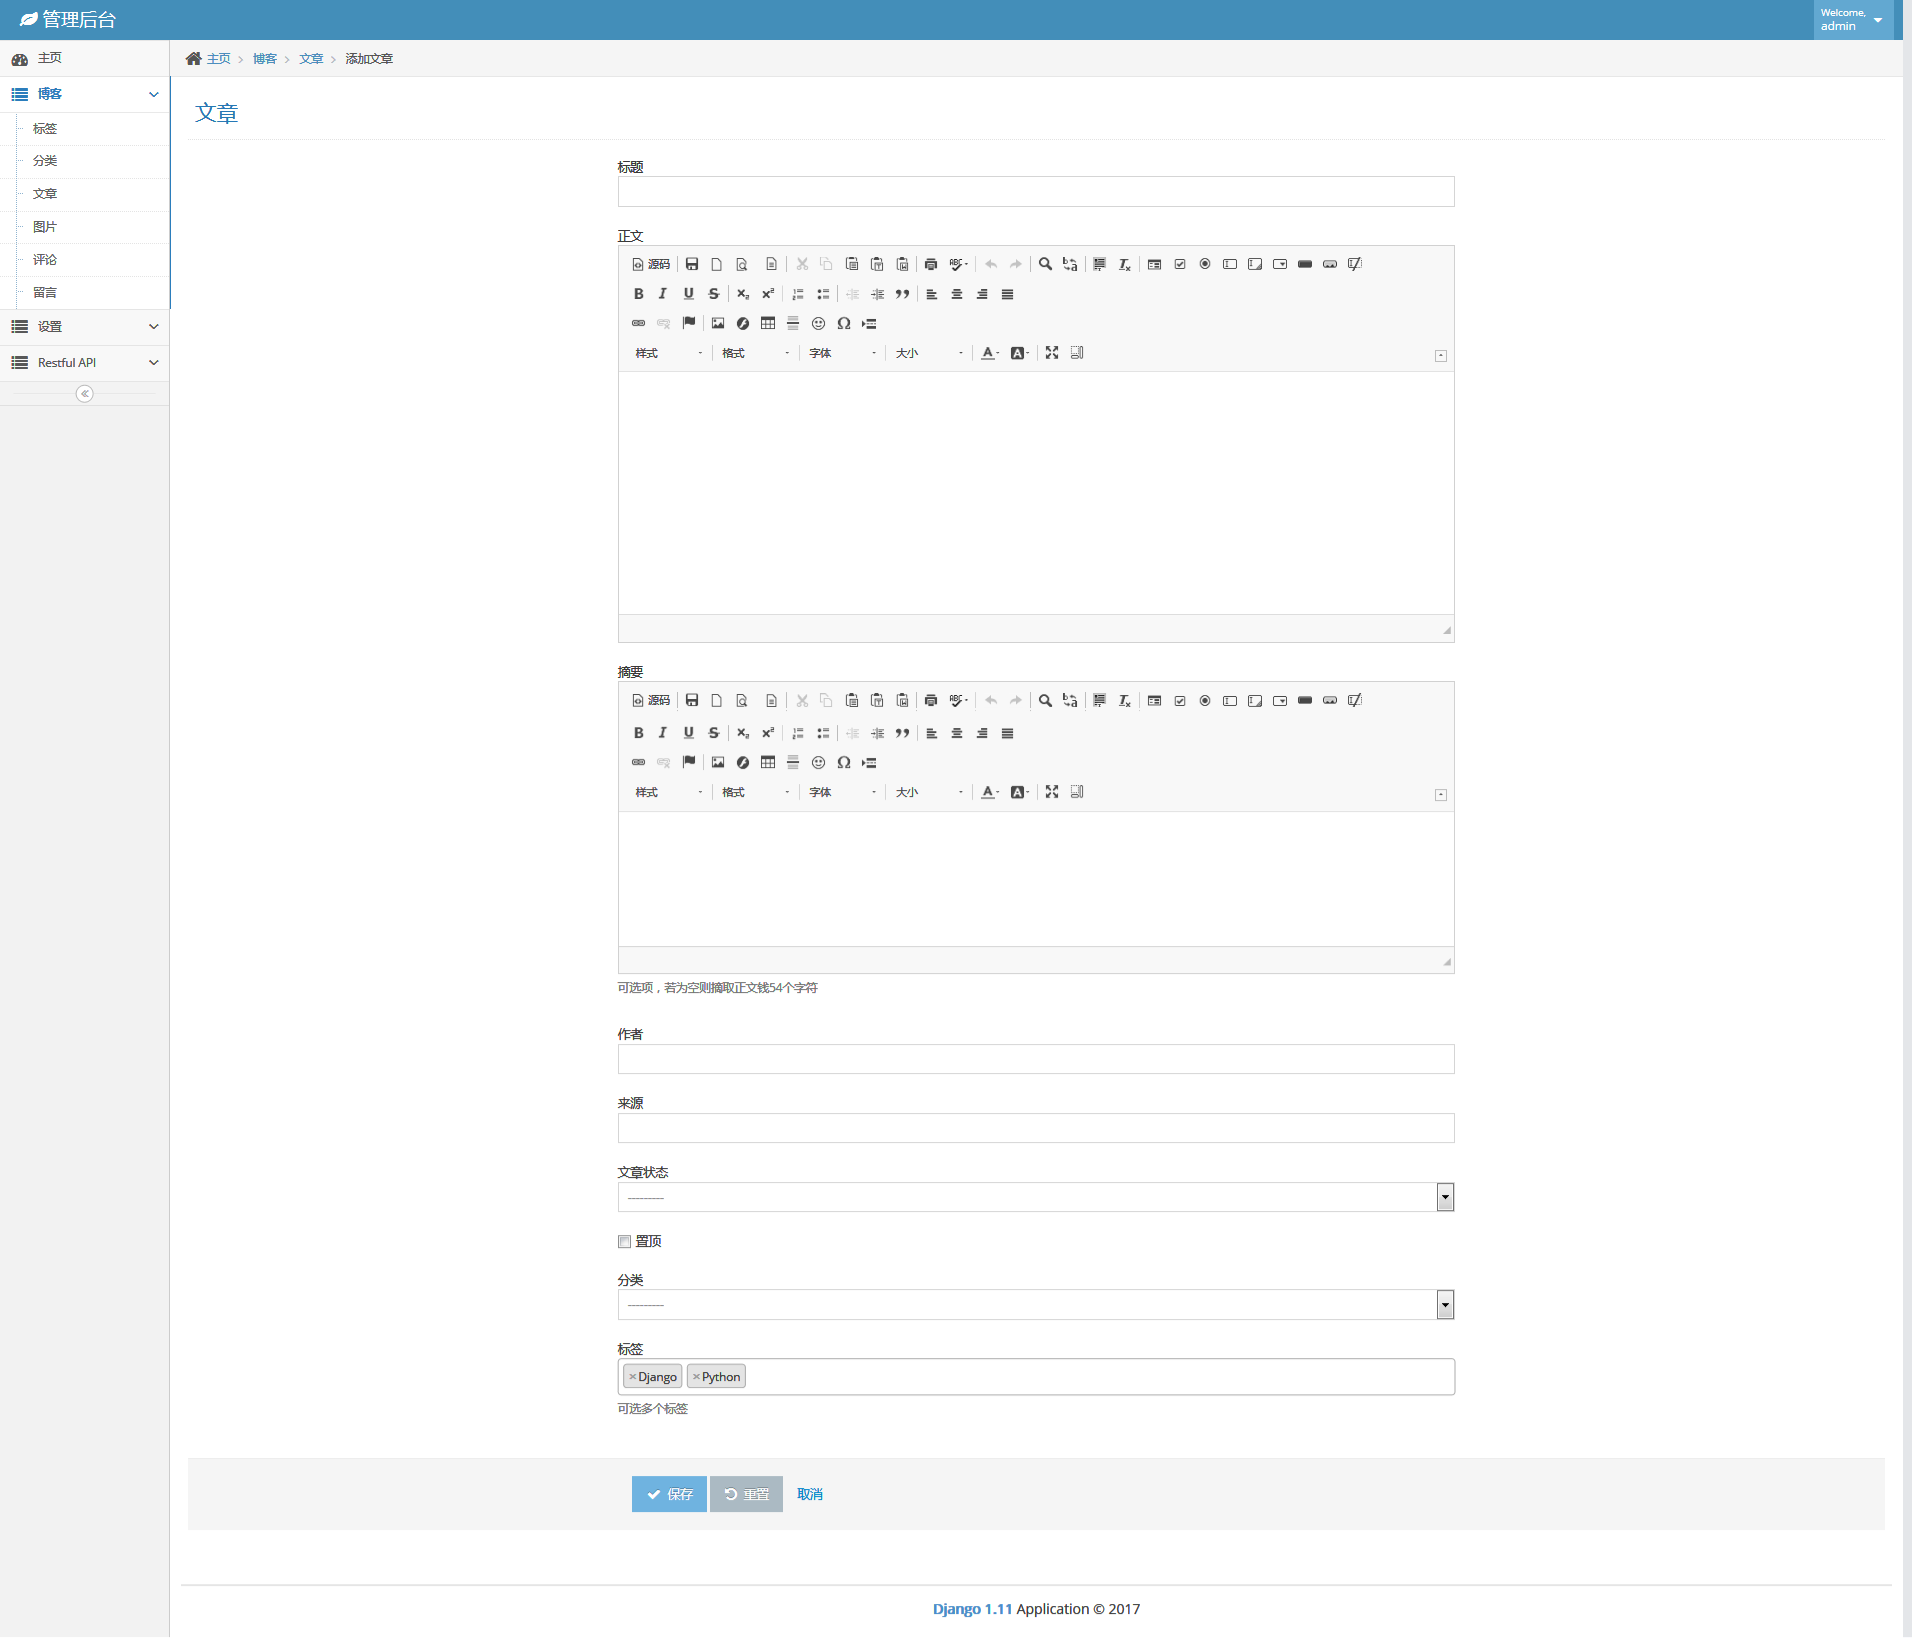 管理后台
Welcome,
admin
主页
博客
标签
分类
文章
图片
评论
留言
设置
Restful API
主页 > 博客 > 文章 > 添加文章
文章
标题
正文
源码 ABC
B I U S x₂ x²
Ω
样式 格式 字体 大小 A A
摘要
源码 ABC
B I U S x₂ x²
Ω
样式 格式 字体 大小 A A
可选项，若为空则摘取正文钱54个字符
作者
来源
文章状态
---------
置顶
分类
---------
标签
×Django ×Python
可选多个标签
保存 重置 取消
Django 1.11 Application © 2017